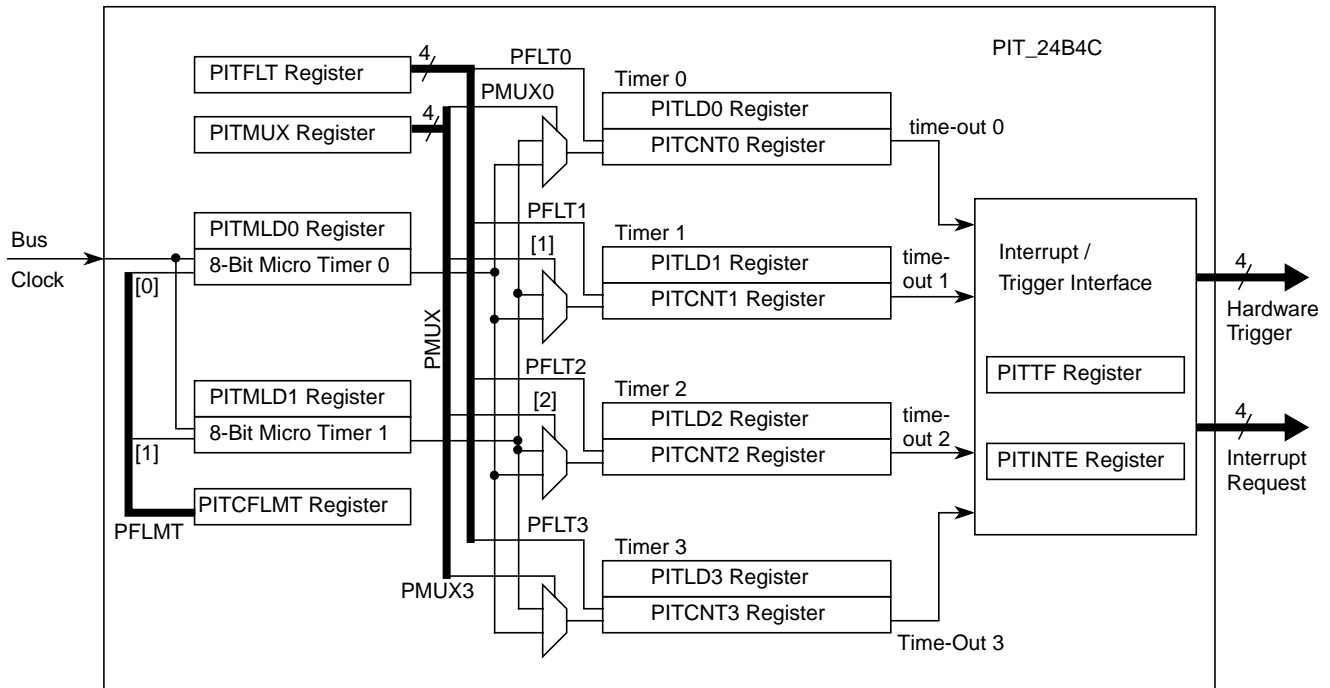 PIT_24B4C
4
PFLT0
PITFLT Register
Timer 0
PMUX0
PITLD0 Register
4
PITMUX Register
time-out 0
PITCNT0 Register
PFLT1
PITMLD0 Register
Timer 1
Bus
[1]
time-
Interrupt /
4
8-Bit Micro Timer 0
PITLD1 Register
out 1
Clock
[0]
Trigger Interface
PITCNT1 Register
Hardware
Trigger
PMUX
PFLT2
PITTF Register
Timer 2
PITMLD1 Register
[2]
time-
4
PITLD2 Register
out 2
8-Bit Micro Timer 1
[1]
PITCNT2 Register
PITINTE Register
Interrupt
Request
PITCFLMT Register
PFLMT
PFLT3
Timer 3
PITLD3 Register
PMUX3
PITCNT3 Register
Time-Out 3